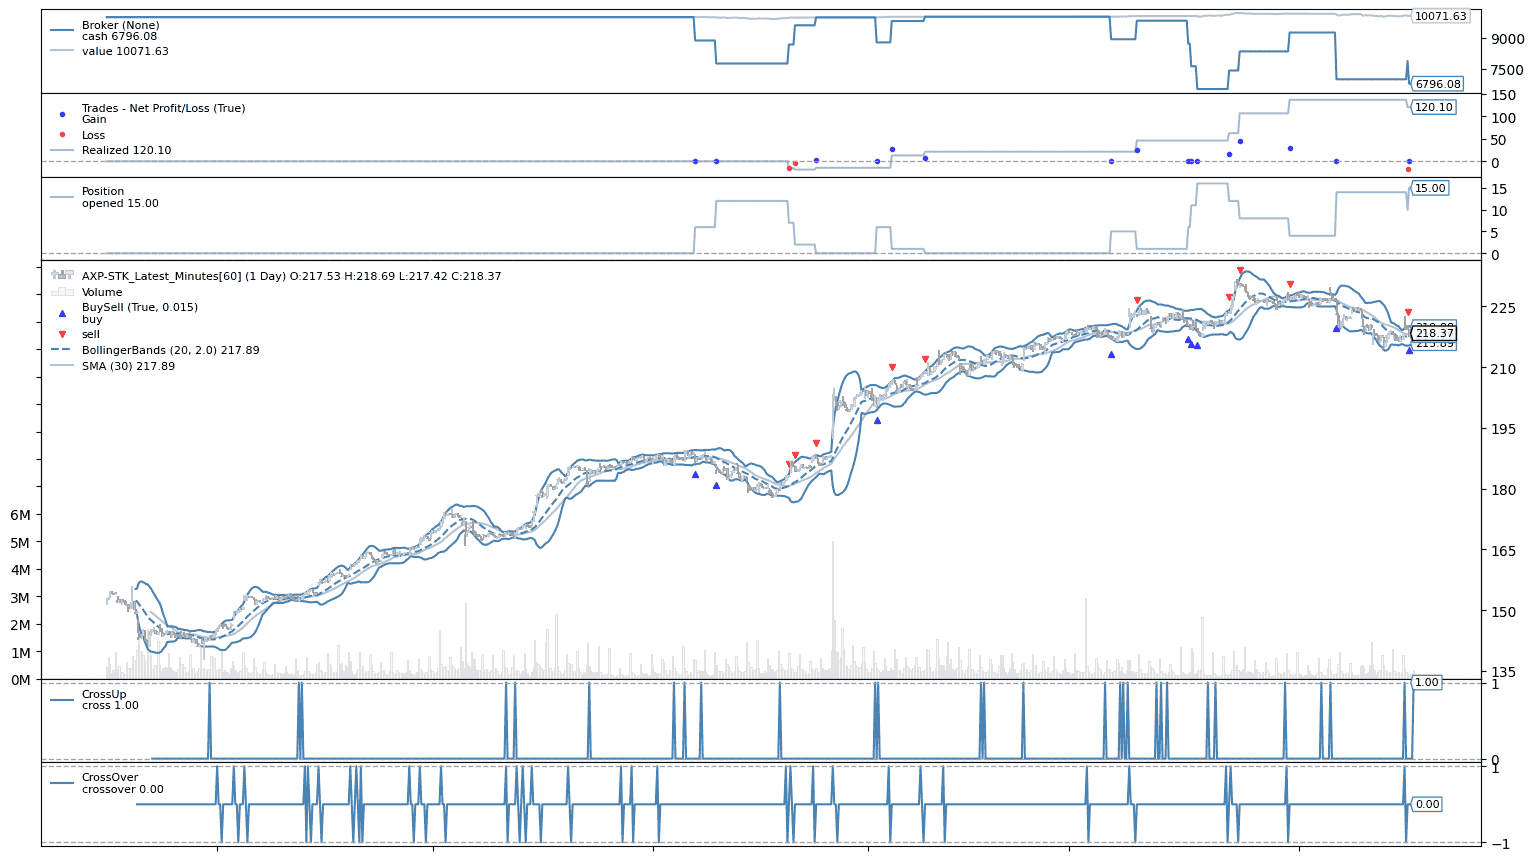 Broker (None)
cash 6796.08
value 10071.63
10071.63
9000
7500
6796.08
Trades - Net Profit/Loss (True)
Gain
Loss
Realized 120.10
150
120.10
100
50
0
Position
opened 15.00
15.00
15
10
5
0
AXP-STK_Latest_Minutes[60] (1 Day) O:217.53 H:218.69 L:217.42 C:218.37
Volume
BuySell (True, 0.015)
buy
sell
BollingerBands (20, 2.0) 217.89
SMA (30) 217.89
225
218.37
210
195
180
165
150
135
6M
5M
4M
3M
2M
1M
0M
CrossUp
cross 1.00
1.00
1
0
CrossOver
crossover 0.00
1
0.00
−1